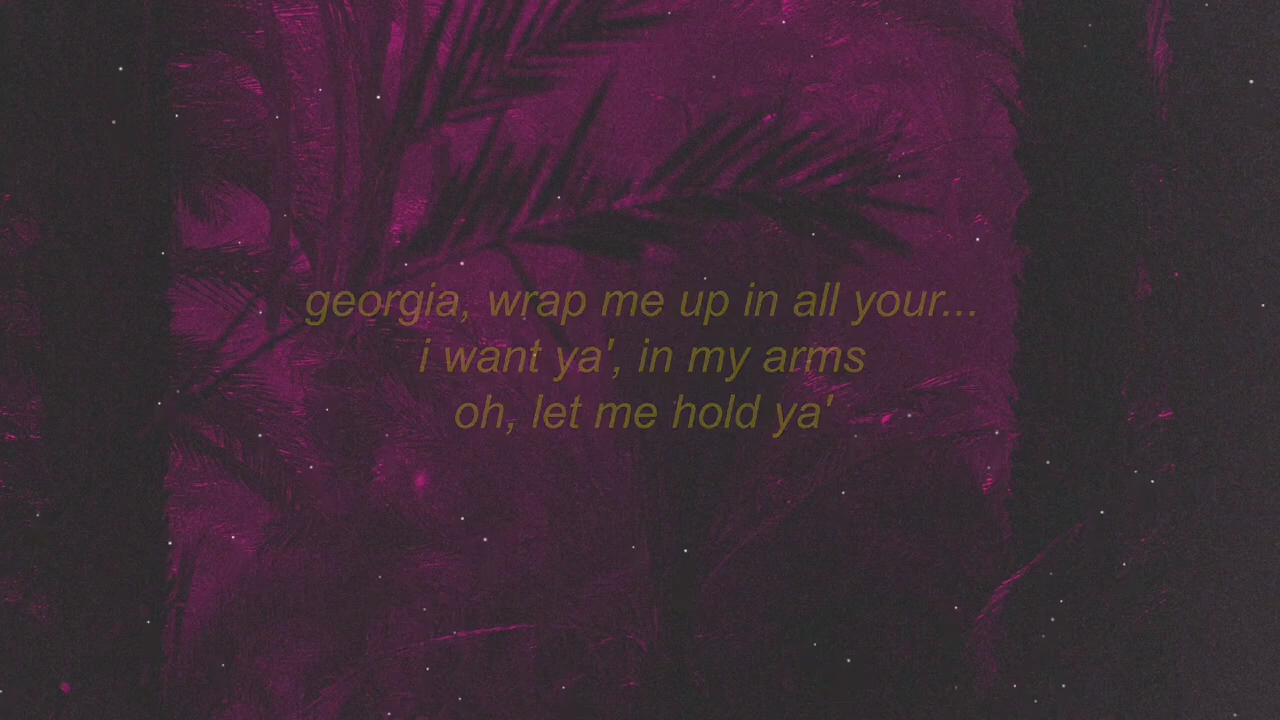 georgia, wrap me up in all your...
i want ya', in my arms
oh, let me hold ya'